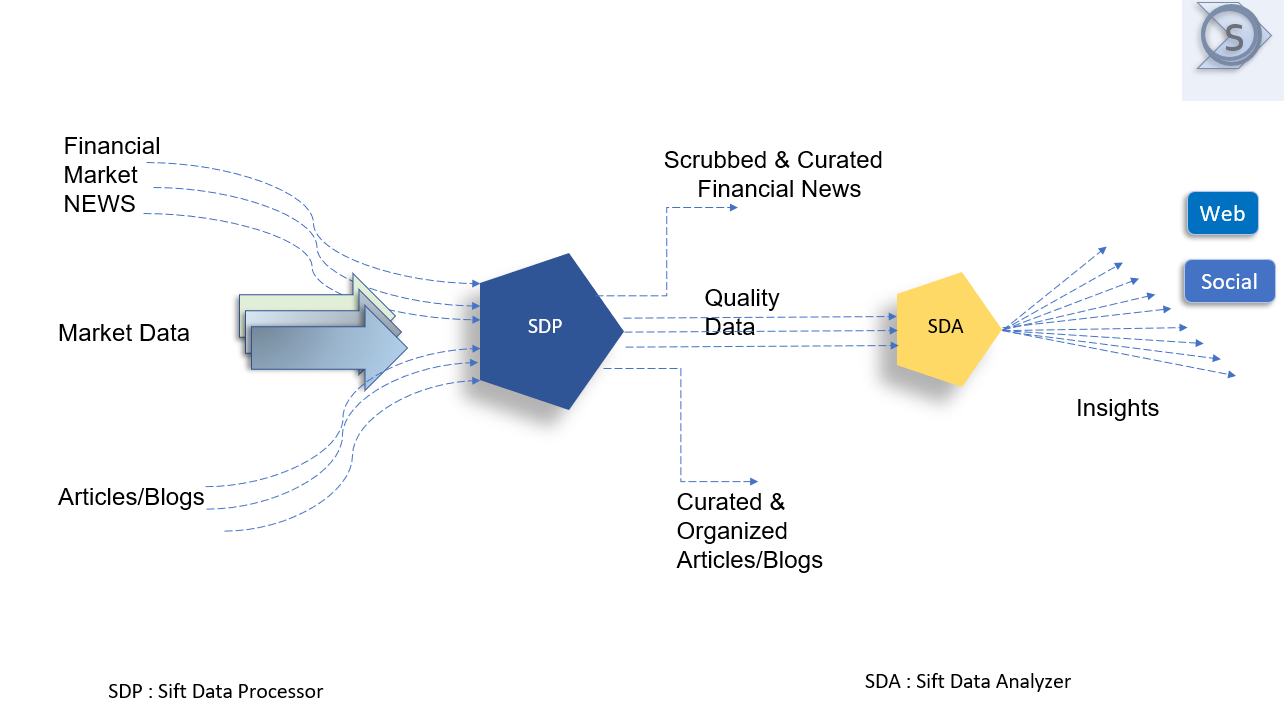 S
Financial
Market
NEWS
Scrubbed & Curated
Financial News
Web
Social
Quality
Data
Market Data
SDP
SDA
Insights
Articles/Blogs
Curated &
Organized
Articles/Blogs
SDP : Sift Data Processor
SDA : Sift Data Analyzer